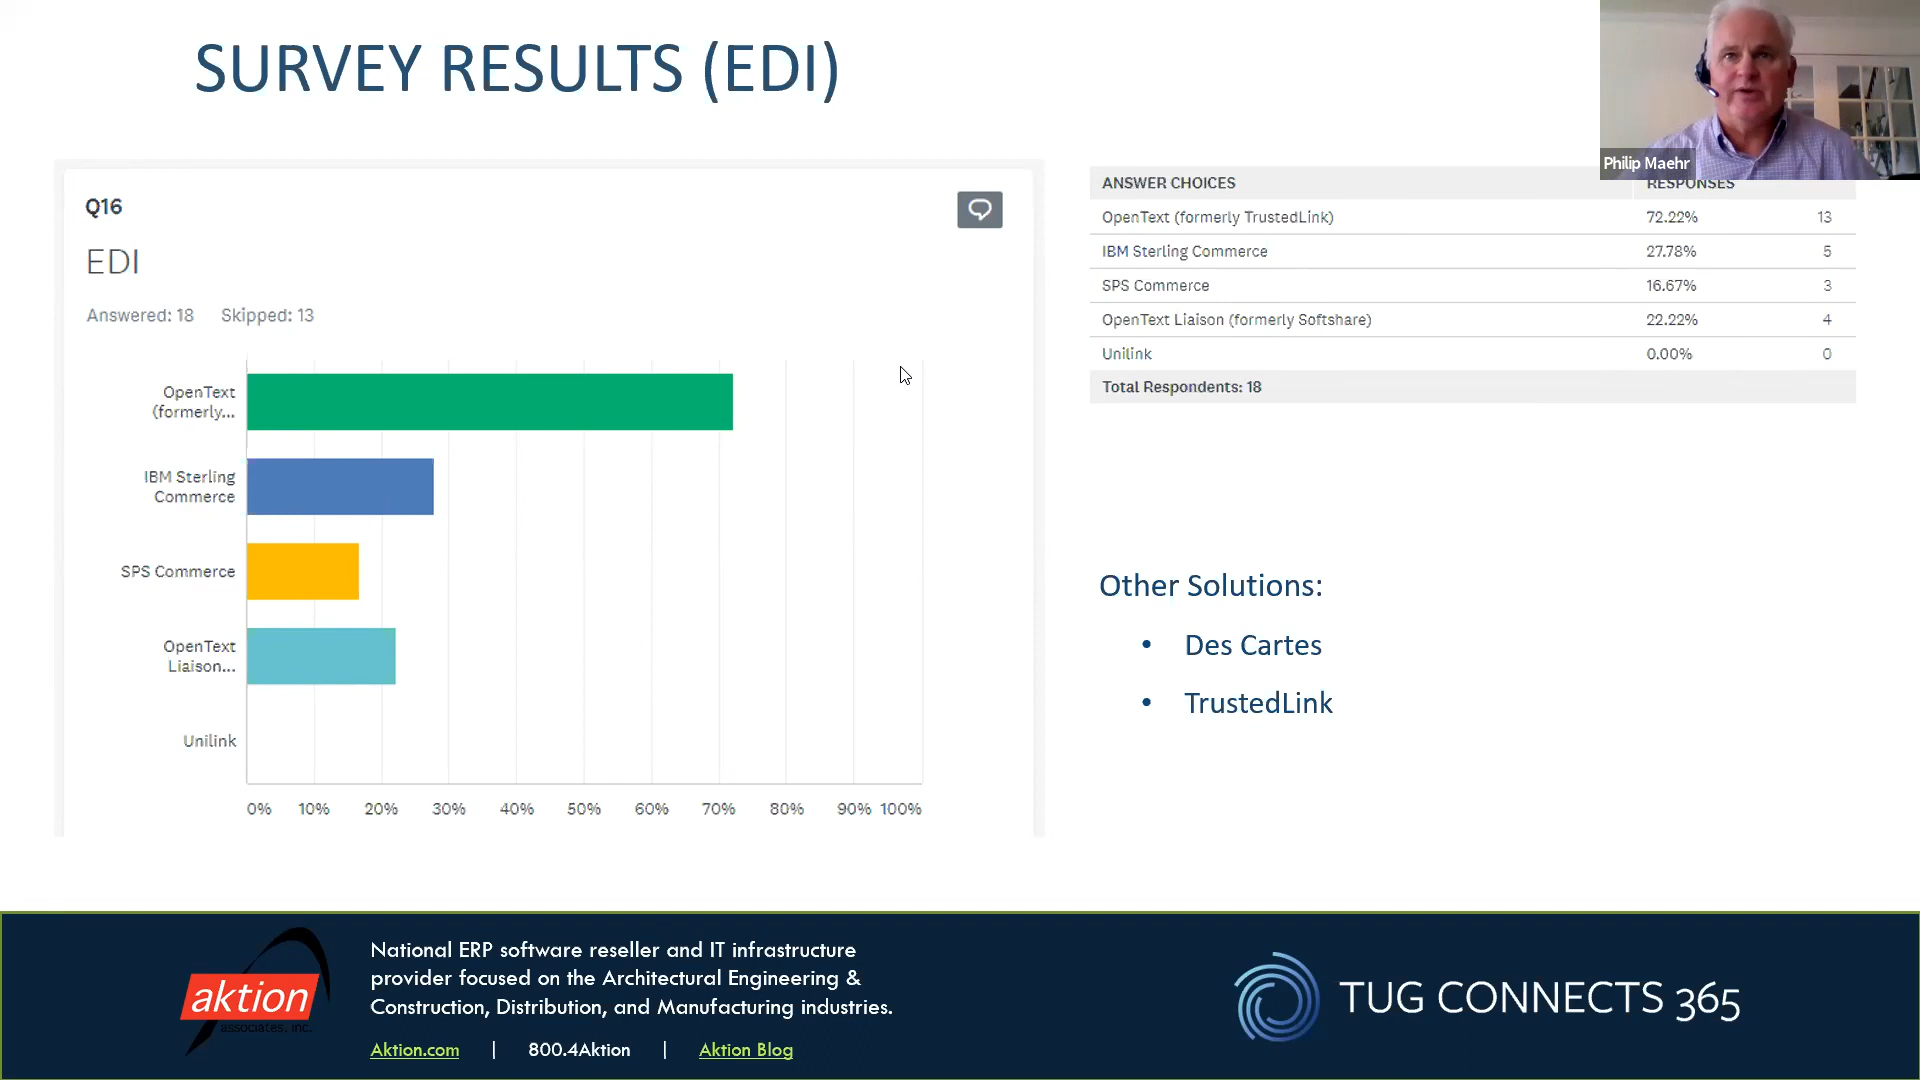 SURVEY RESULTS (EDI)
Philip Maehr
Q16
EDI
Answered: 18 Skipped: 13
OpenText
(formerly...
IBM Sterling
Commerce
SPS Commerce
OpenText
Liaison...
Unilink
0% 10% 20% 30% 40% 50% 60% 70% 80% 90% 100%
ANSWER CHOICES RESPONSES
OpenText (formerly TrustedLink) 72.22% 13
IBM Sterling Commerce 27.78% 5
SPS Commerce 16.67% 3
OpenText Liaison (formerly Softshare) 22.22% 4
Unilink 0.00% 0
Total Respondents: 18
Other Solutions:
• Des Cartes
• TrustedLink
aktion
associates, inc.
National ERP software reseller and IT infrastructure
provider focused on the Architectural Engineering &
Construction, Distribution, and Manufacturing industries.
Aktion.com | 800.4Aktion | Aktion Blog
TUG CONNECTS 365